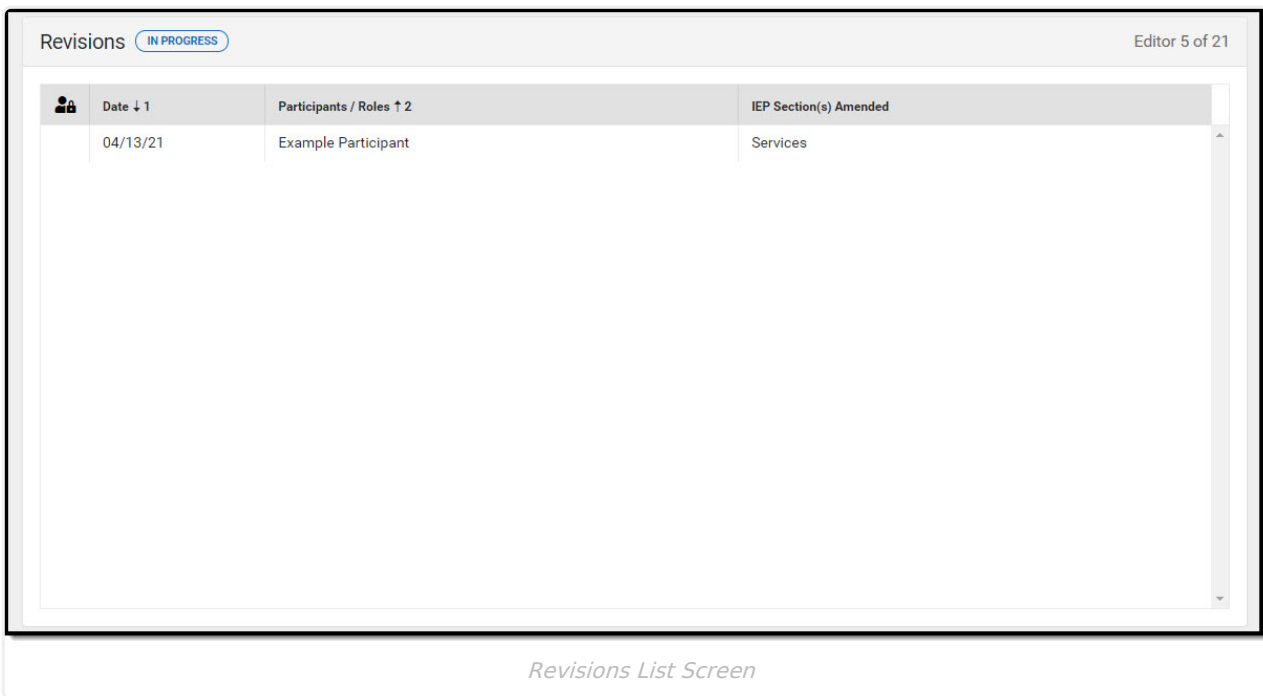 Revisions IN PROGRESS Editor 5 of 21
Date ↓ 1 Participants / Roles ↑ 2 IEP Section(s) Amended
04/13/21 Example Participant Services
Revisions List Screen